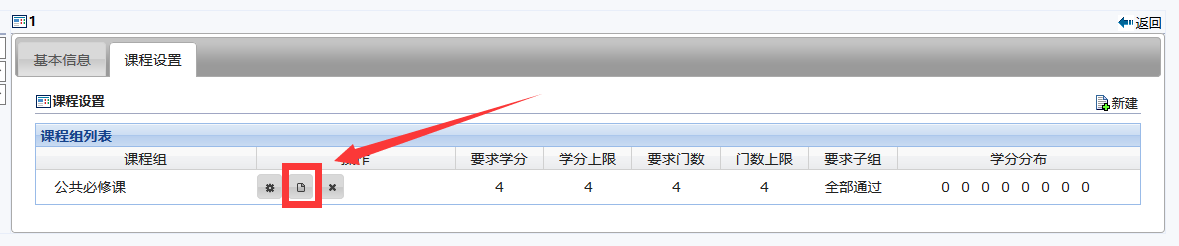 1
返回
基本信息 课程设置
课程设置
新建
课程组列表
课程组 操作 要求学分 学分上限 要求门数 门数上限 要求子组 学分分布
公共必修课 4 4 4 4 全部通过 0 0 0 0 0 0 0 0